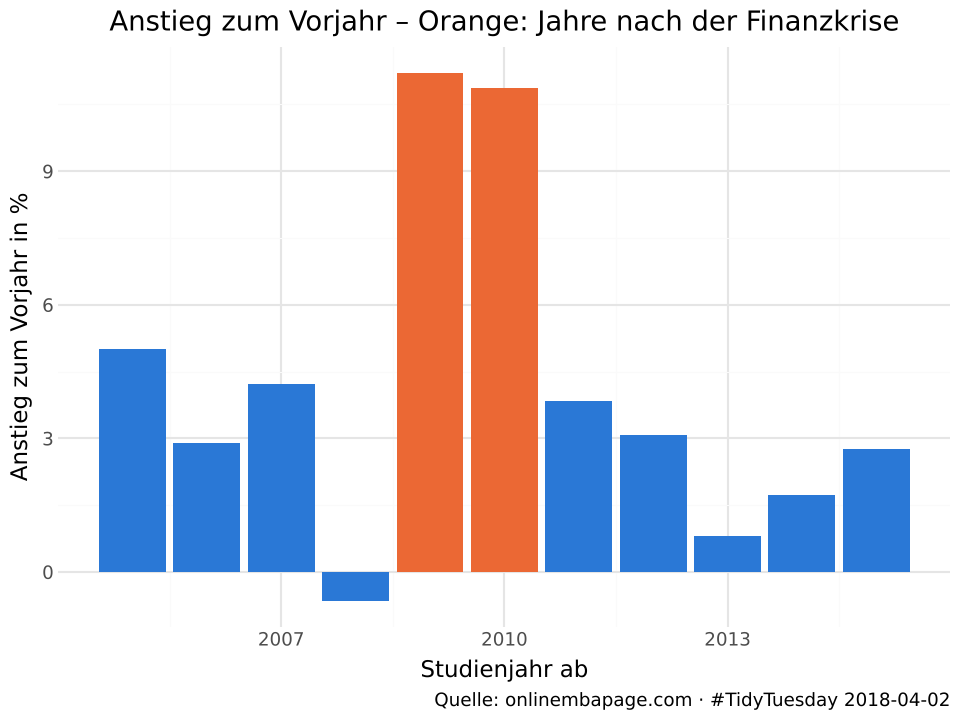 Anstieg zum Vorjahr – Orange: Jahre nach der Finanzkrise
Anstieg zum Vorjahr in %
9
6
3
0
2007 2010 2013
Studienjahr ab
Quelle: onlinembapage.com · #TidyTuesday 2018-04-02